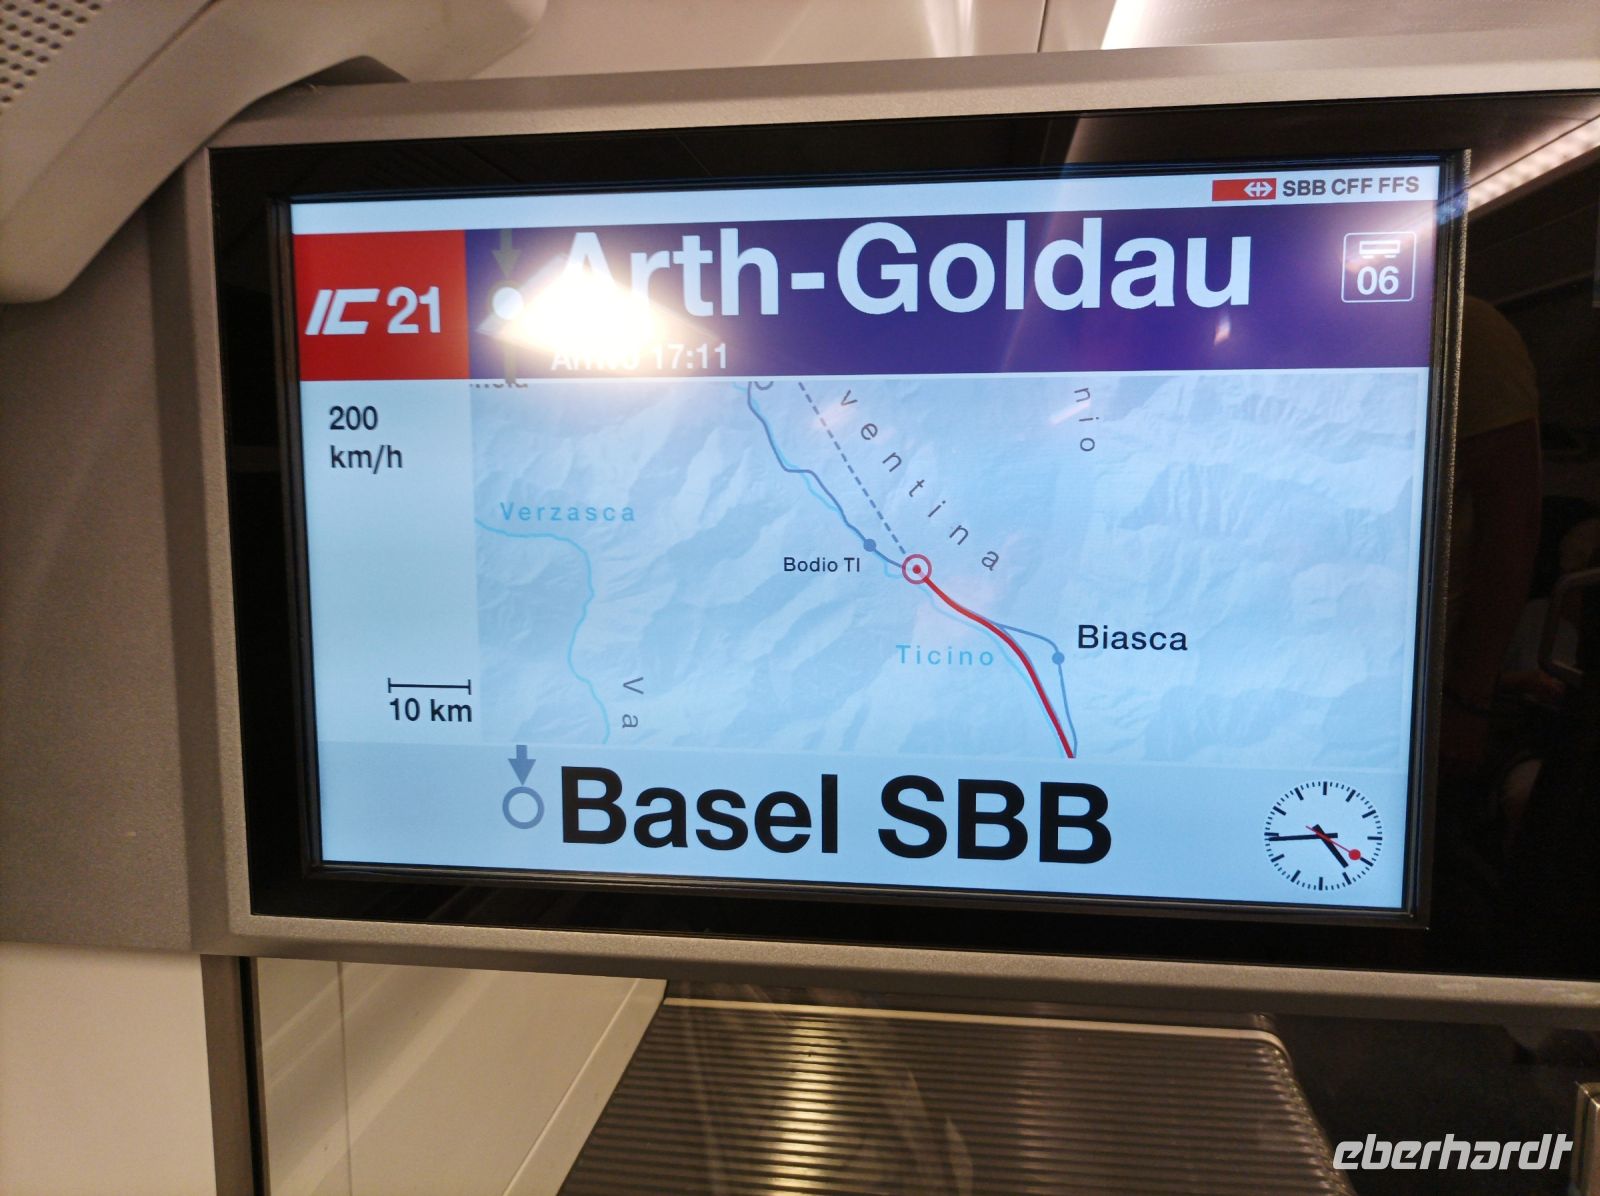 SBB CFF FFS
IC 21
Arth-Goldau
06
Arrivo 17:11
200
km/h
ventina
nio
Verzasca
Bodio TI
Biasca
Ticino
Va
10 km
Basel SBB
eberhardt